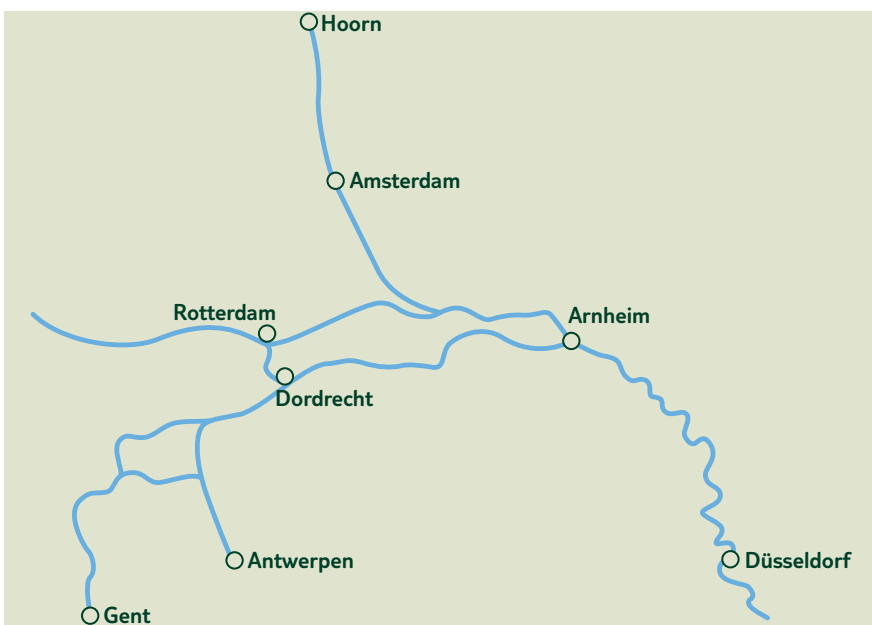 Hoorn
Amsterdam
Rotterdam
Arnheim
Dordrecht
Antwerpen
Düsseldorf
Gent